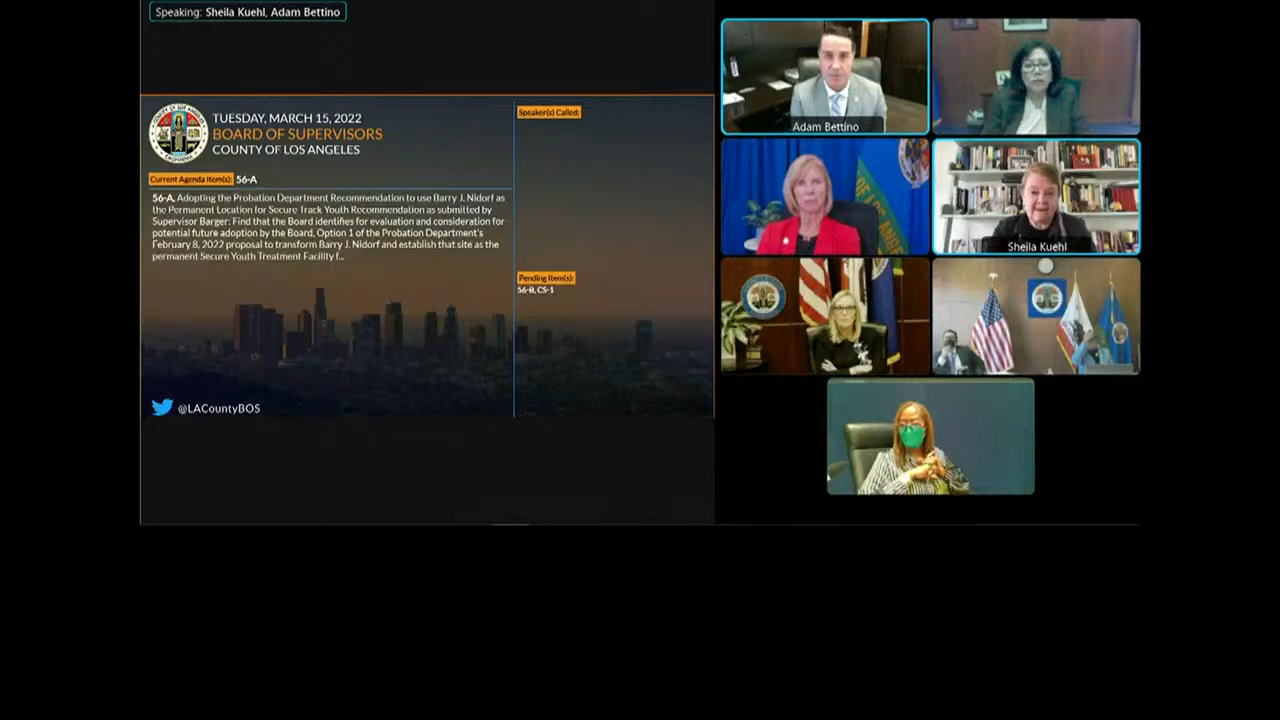 Speaking: Sheila Kuehl, Adam Bettino
TUESDAY, MARCH 15, 2022
BOARD OF SUPERVISORS
COUNTY OF LOS ANGELES
Current Agenda Item(s): 56-A
56-A. Adopting the Probation Department Recommendation to use Barry J. Nidorf as
the Permanent Location for Secure Track Youth Recommendation as submitted by
Supervisor Barger: Find that the Board identifies for evaluation and consideration for
potential future adoption by the Board, Option 1 of the Probation Department's
February 8, 2022 proposal to transform Barry J. Nidorf and establish that site as the
permanent Secure Youth Treatment Facility f...
@LACountyBOS
Speaker(s) Called:
Pending Item(s):
56-B, CS-1
Adam Bettino
Sheila Kuehl